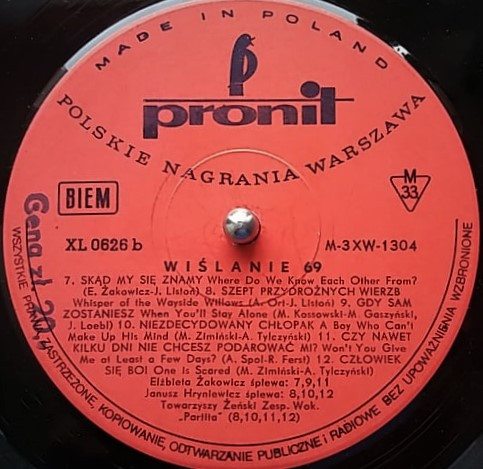 MADE IN POLAND
pronit
POLSKIE NAGRANIA WARSZAWA
BIEM
M
33
XL 0626 b
M-3XW-1304
Cena zł 20,-
WIŚLANIE 69
7. SKĄD MY SIĘ ZNAMY Where Do We Know Each Other From?
(E. Żakowicz-J. Listoń) 8. SZEPT PRZYDROŻNYCH WIERZB
Whisper of the Wayside Willows (A. Ort-J. Listoń) 9. GDY SAM
ZOSTANIESZ When You'll Stay Alone (M. Kossowski-M. Gaszyński,
J. Loebl) 10. NIEZDECYDOWANY CHŁOPAK A Boy Who Can't
Make Up His Mind (M. Zimiński-A. Tylczyński) 11. CZY NAWET
KILKU DNI NIE CHCESZ PODAROWAĆ MI? Won't You Give
Me at Least a Few Days? (A. Spol-R. Ferst) 12. CZŁOWIEK
SIĘ BOI One is Scared (M. Zimiński-A. Tylczyński)
Elżbieta Żakowicz śpiewa: 7,9,11
Janusz Hryniewicz śpiewa: 8,10,12
Towarzyszy Żeński Zesp. Wok.
„Partita" (8,10,11,12)
WSZYSTKIE PRAWA ZASTRZEŻONE, KOPIOWANIE, ODTWARZANIE PUBLICZNE I RADIOWE BEZ UPOWAŻNIENIA WZBRONIONE